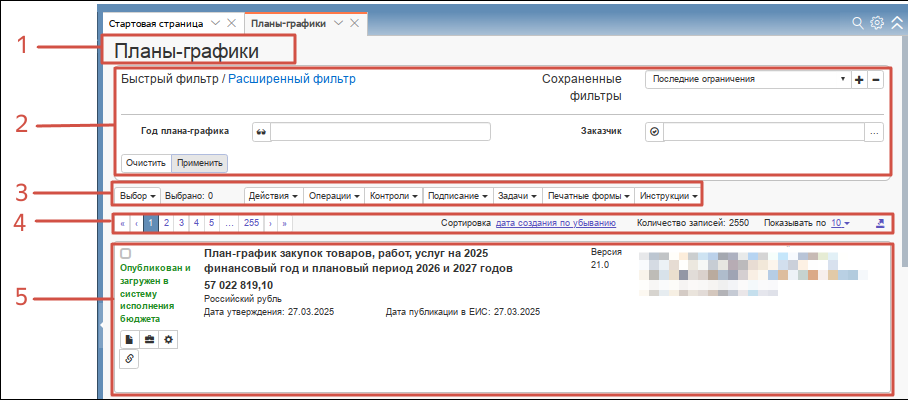 Стартовая страница
Планы-графики
1
Планы-графики
2
Быстрый фильтр / Расширенный фильтр
Сохраненные фильтры
Последние ограничения
Год плана-графика
Заказчик
...
Очистить Применить
3
Выбор Выбрано: 0 Действия Операции Контроли Подписание Задачи Печатные формы Инструкции
4
« ‹ 1 2 3 4 5 ... 255 › » Сортировка дата создания по убыванию Количество записей: 2550 Показывать по 10
5
Опубликован и
загружен в
систему
исполнения
бюджета
План-график закупок товаров, работ, услуг на 2025
финансовый год и плановый период 2026 и 2027 годов
57 022 819,10
Российский рубль
Дата утверждения: 27.03.2025 Дата публикации в ЕИС: 27.03.2025
Версия
21.0